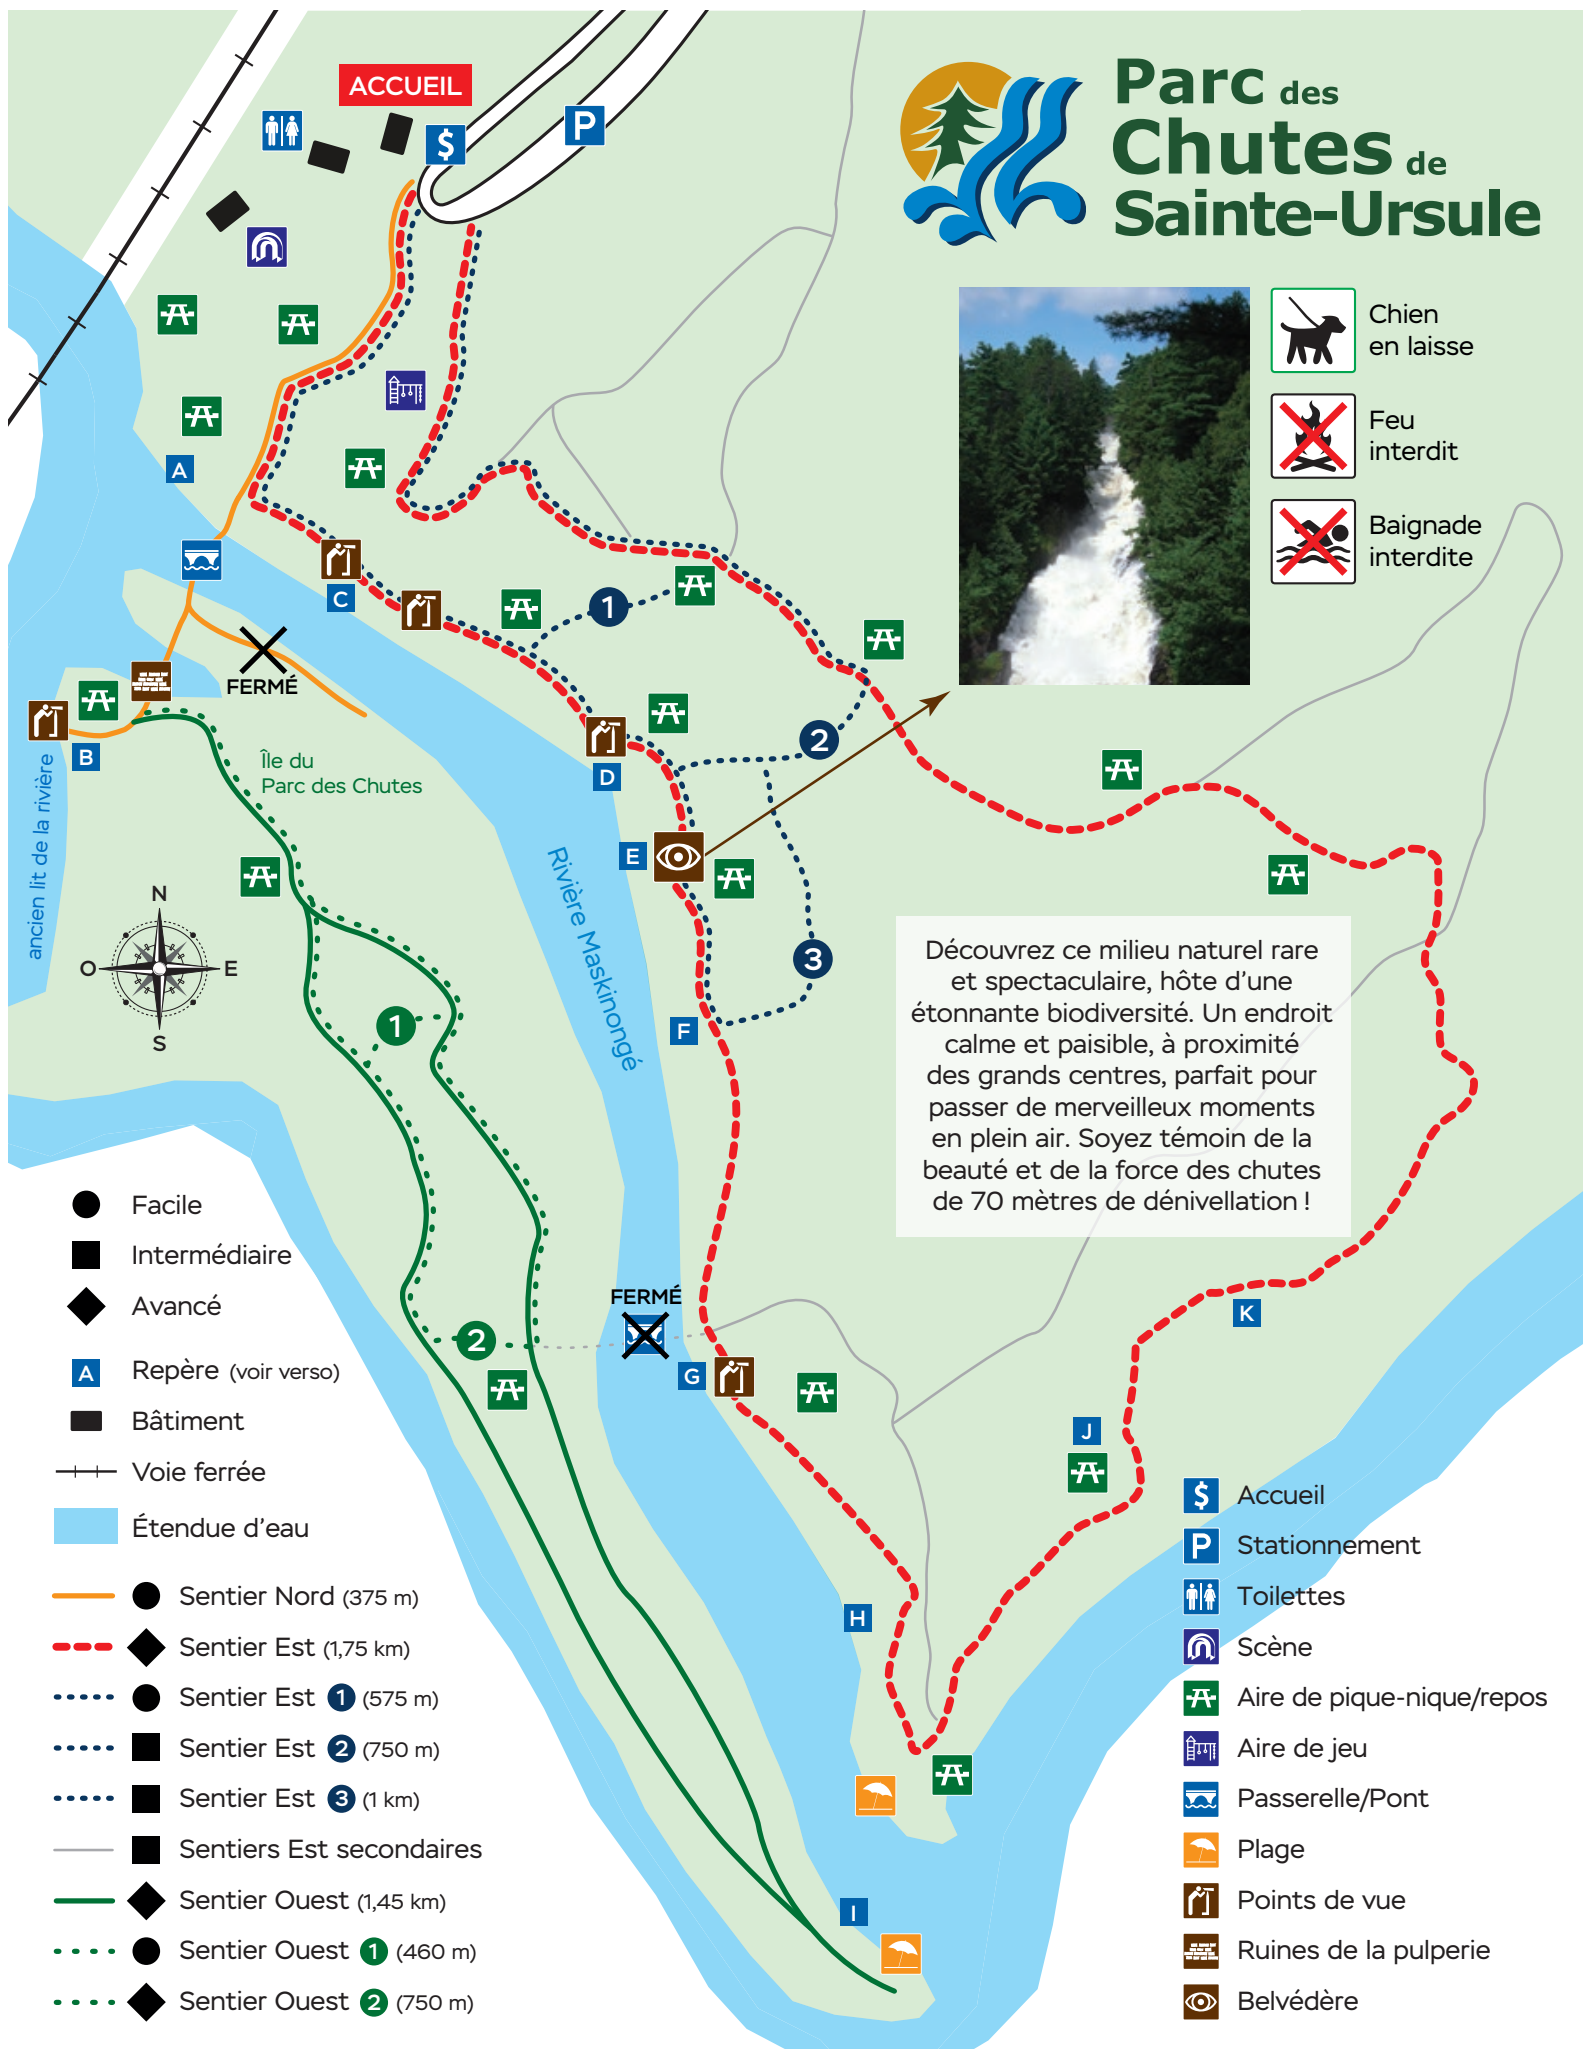 ACCUEIL
$
P
Parc des
Chutes de
Sainte-Ursule
Chien
en laisse
Feu
interdit
Baignade
interdite
A
C
1
FERMÉ
B
2
D
Île du
Parc des Chutes
ancien lit de la rivière
E
Rivière Maskinongé
N
O
E
S
3
1
F
Découvrez ce milieu naturel rare
et spectaculaire, hôte d'une
étonnante biodiversité. Un endroit
calme et paisible, à proximité
des grands centres, parfait pour
passer de merveilleux moments
en plein air. Soyez témoin de la
beauté et de la force des chutes
de 70 mètres de dénivellation !
FERMÉ
2
G
K
J
H
I
Facile
Intermédiaire
Avancé
A Repère (voir verso)
Bâtiment
Voie ferrée
Étendue d'eau
Sentier Nord (375 m)
Sentier Est (1,75 km)
Sentier Est 1 (575 m)
Sentier Est 2 (750 m)
Sentier Est 3 (1 km)
Sentiers Est secondaires
Sentier Ouest (1,45 km)
Sentier Ouest 1 (460 m)
Sentier Ouest 2 (750 m)
$ Accueil
P Stationnement
Toilettes
Scène
Aire de pique-nique/repos
Aire de jeu
Passerelle/Pont
Plage
Points de vue
Ruines de la pulperie
Belvédère